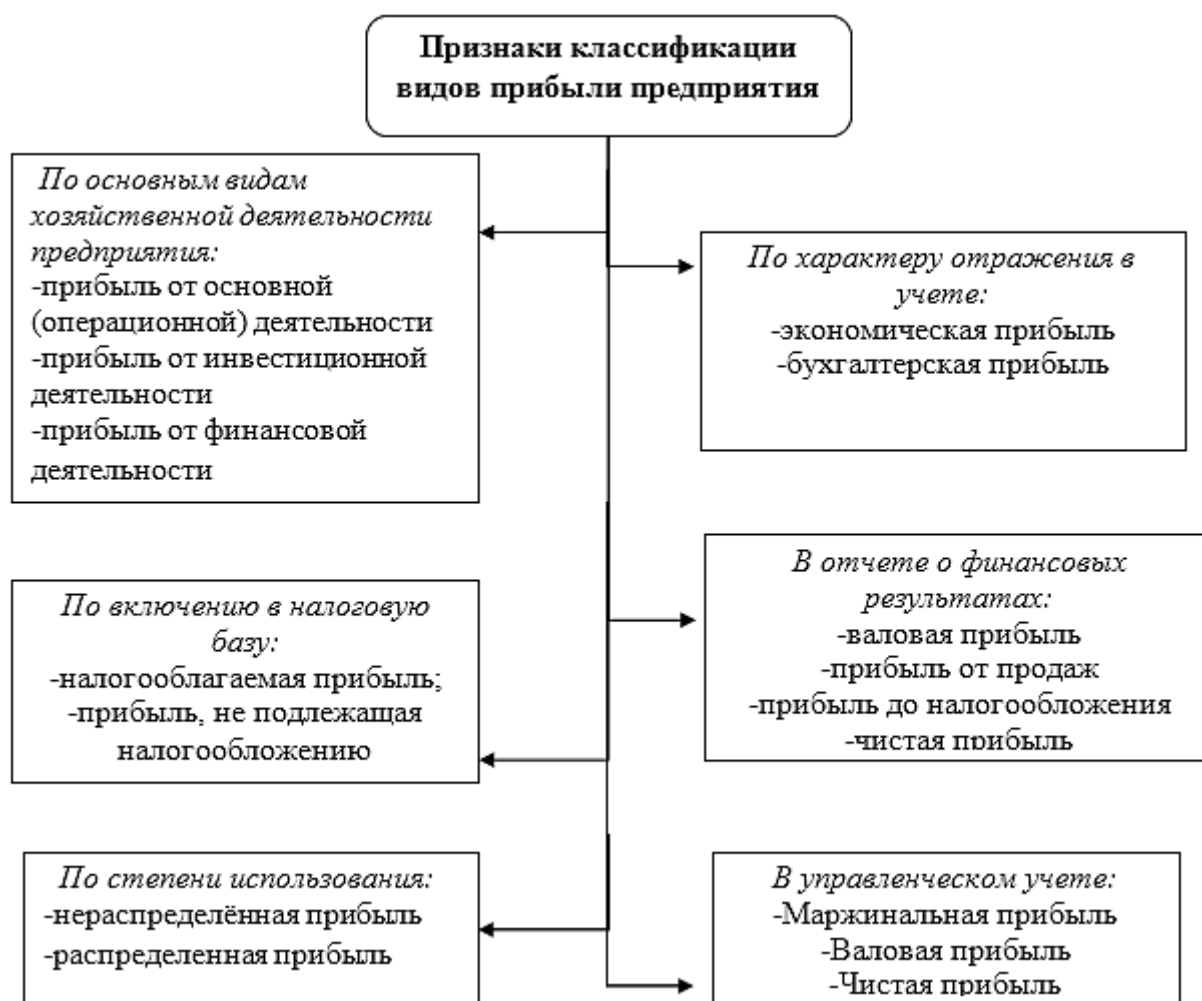 Признаки классификации
видов прибыли предприятия
По основным видам
хозяйственной деятельности
предприятия:
-прибыль от основной
(операционной) деятельности
-прибыль от инвестиционной
деятельности
-прибыль от финансовой
деятельности
По характеру отражения в
учете:
-экономическая прибыль
-бухгалтерская прибыль
По включению в налоговую
базу:
-налогооблагаемая прибыль;
-прибыль, не подлежащая
налогообложению
В отчете о финансовых
результатах:
-валовая прибыль
-прибыль от продаж
-прибыль до налогообложения
-чистая прибыль
По степени использования:
-нераспределённая прибыль
-распределенная прибыль
В управленческом учете:
-Маржинальная прибыль
-Валовая прибыль
-Чистая прибыль